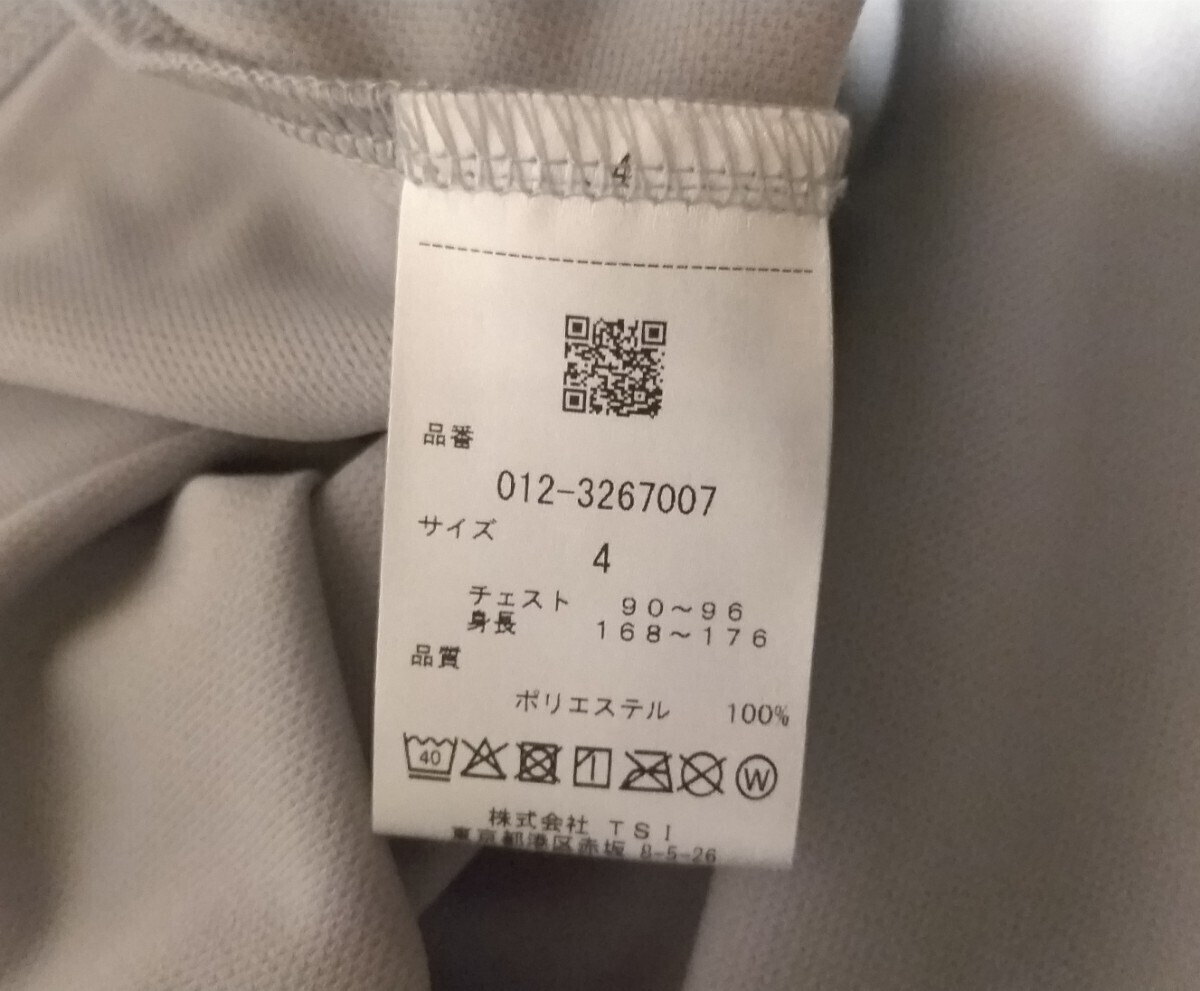 4
品番
012-3267007
サイズ
4
チェスト 90～96
身長 168～176
品質
ポリエステル 100%
40 W
株式会社 TSI
東京都港区赤坂 8-5-26